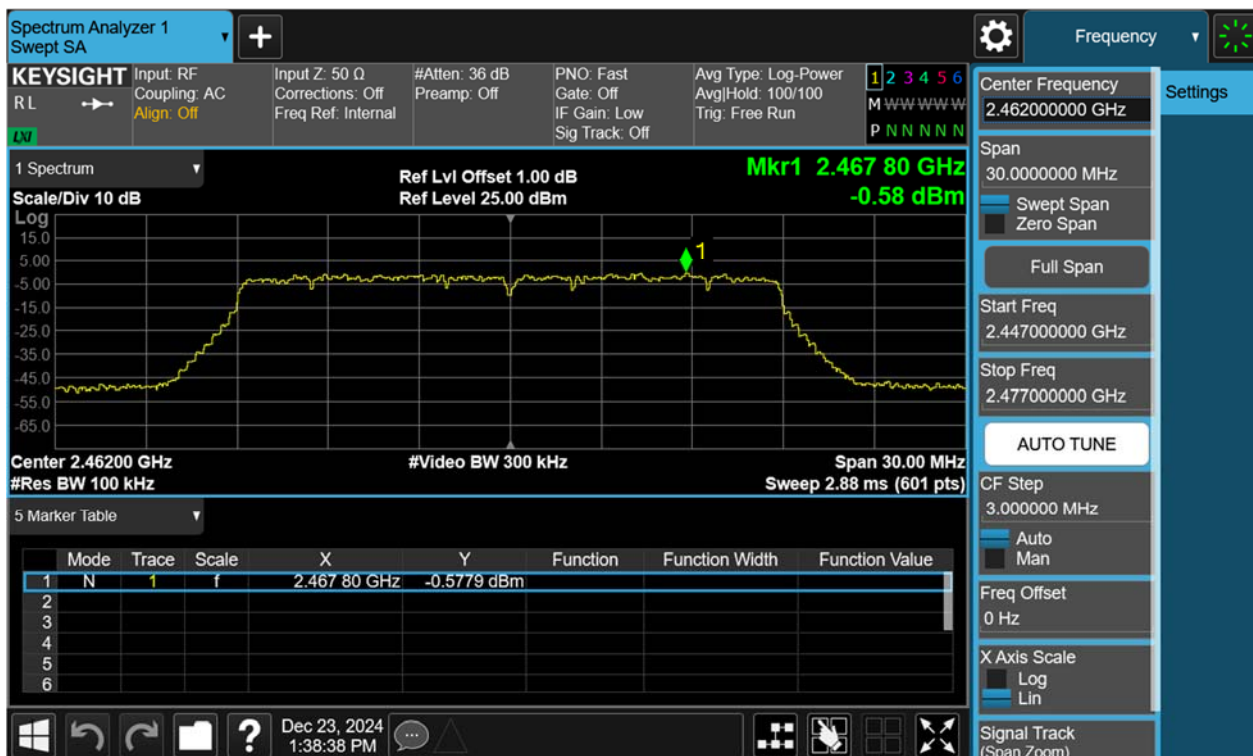 Spectrum Analyzer 1
Swept SA
+
Frequency
KEYSIGHT
R L
LXI
Input: RF
Coupling: AC
Align: Off
Input Z: 50 Ω
Corrections: Off
Freq Ref: Internal
#Atten: 36 dB
Preamp: Off
PNO: Fast
Gate: Off
IF Gain: Low
Sig Track: Off
Avg Type: Log-Power
Avg|Hold: 100/100
Trig: Free Run
1 2 3 4 5 6
M W W W W W
P N N N N N
1 Spectrum
Scale/Div 10 dB
Ref Lvl Offset 1.00 dB
Ref Level 25.00 dBm
Mkr1 2.467 80 GHz
-0.58 dBm
Log
15.0
5.00
-5.00
-15.0
-25.0
-35.0
-45.0
-55.0
-65.0
1
Center 2.46200 GHz
#Video BW 300 kHz
Span 30.00 MHz
#Res BW 100 kHz
Sweep 2.88 ms (601 pts)
5 Marker Table
Mode Trace Scale X Y Function Function Width Function Value
1 N 1 f 2.467 80 GHz -0.5779 dBm
2
3
4
5
6
?
Dec 23, 2024
1:38:38 PM
Center Frequency
2.462000000 GHz
Settings
Span
30.0000000 MHz
Swept Span
Zero Span
Full Span
Start Freq
2.447000000 GHz
Stop Freq
2.477000000 GHz
AUTO TUNE
CF Step
3.000000 MHz
Auto
Man
Freq Offset
0 Hz
X Axis Scale
Log
Lin
Signal Track
(Span Zoom)